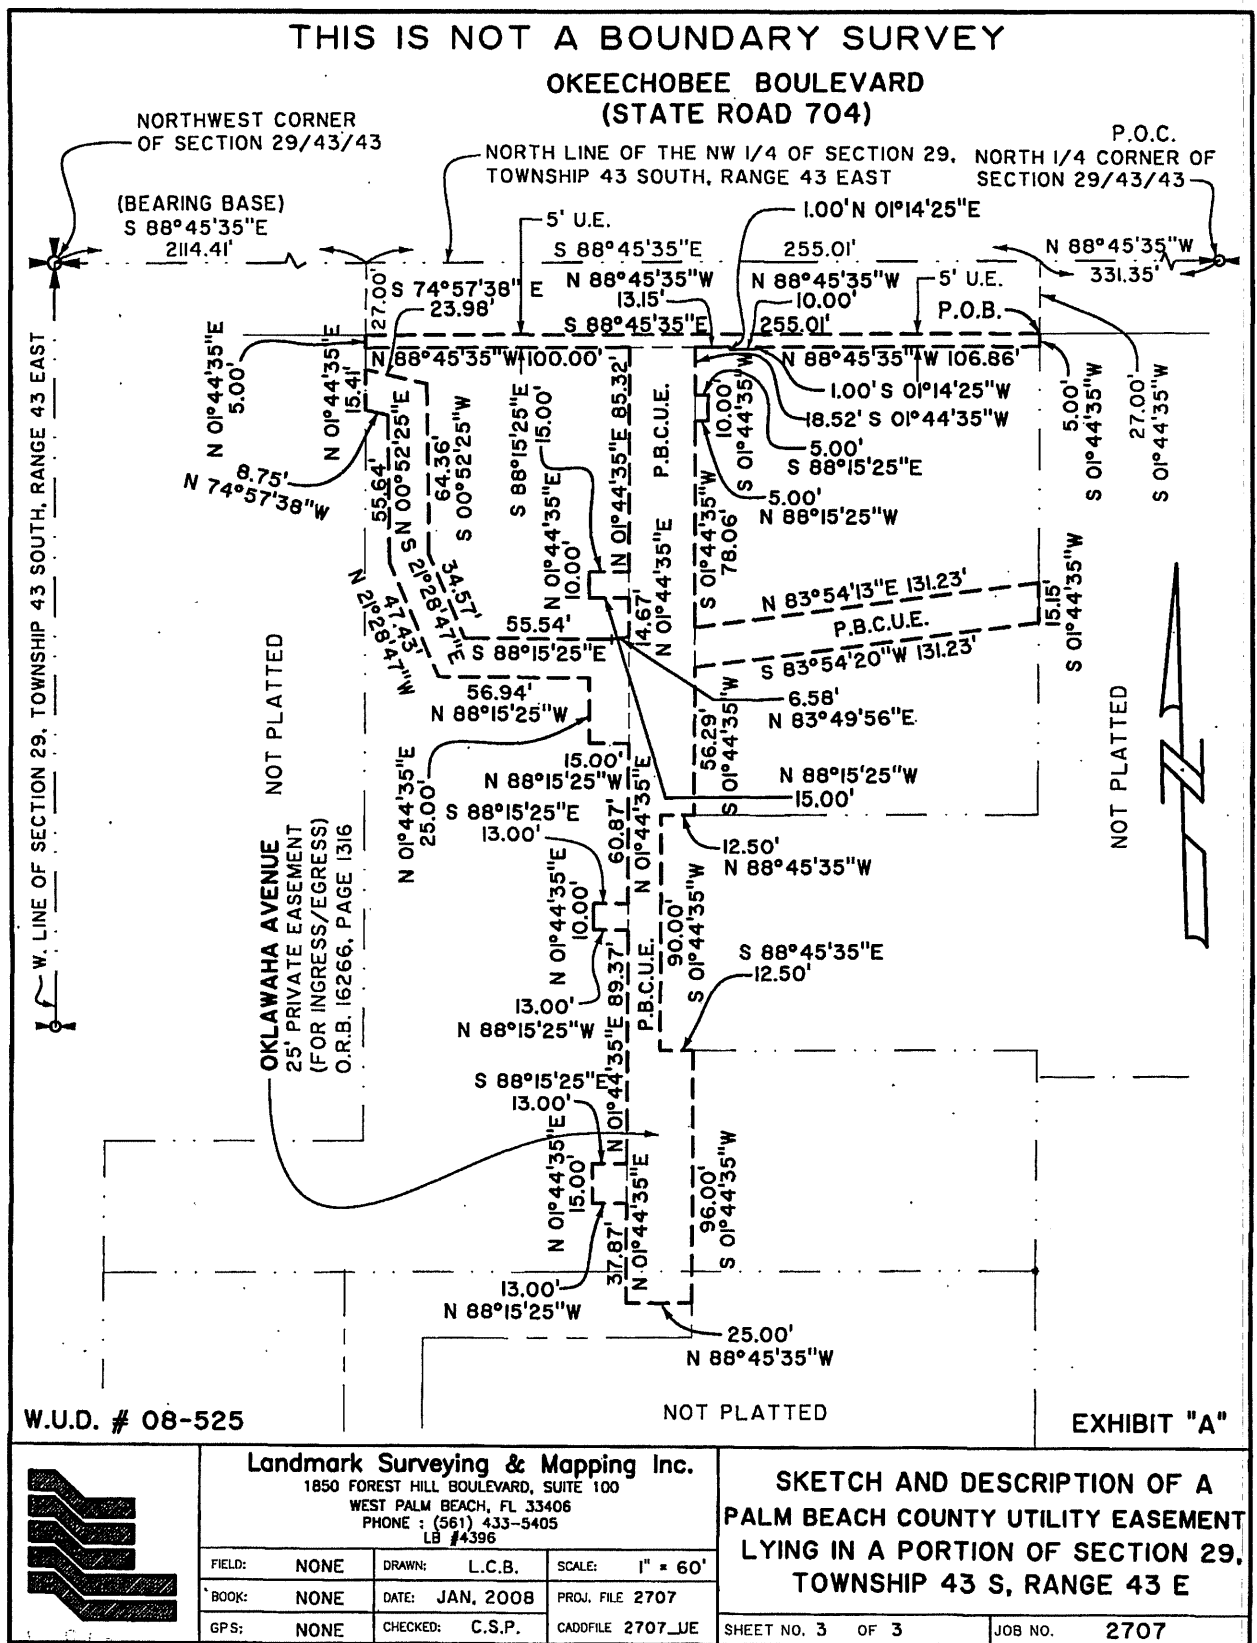 THIS IS NOT A BOUNDARY SURVEY
OKEECHOBEE BOULEVARD
(STATE ROAD 704)
NORTHWEST CORNER
OF SECTION 29/43/43
NORTH LINE OF THE NW 1/4 OF SECTION 29,
TOWNSHIP 43 SOUTH, RANGE 43 EAST
P.O.C.
NORTH 1/4 CORNER OF
SECTION 29/43/43
(BEARING BASE)
S 88°45'35"E
2114.41'
5' U.E.
1.00' N 01°14'25"E
S 88°45'35"E 255.01'
N 88°45'35"W
331.35'
27.00'
S 74°57'38" E
23.98'
N 88°45'35"W
13.15'
N 88°45'35"W
10.00'
5' U.E.
P.O.B.
S 88°45'35"E 255.01'
N 01°44'35"E
5.00'
N 01°44'35"E
15.41'
N 88°45'35"W 100.00'
N 88°45'35"W 106.86'
1.00' S 01°14'25"W
18.52' S 01°44'35"W
5.00'
S 88°15'25"E
5.00'
N 88°15'25"W
10.00'
S 01°44'35"W
5.00'
S 01°44'35"W
27.00'
S 01°44'35"W
8.75'
N 74°57'38"W
55.64'
N 00°52'25"E
64.36'
S 00°52'25"W
S 88°15'25"E
15.00'
N 01°44'35"E 85.32'
P.B.C.U.E.
N 01°44'35"E
N 01°44'35"E
10.00'
S 01°44'35"W
78.06'
N 83°54'13"E 131.23'
P.B.C.U.E.
S 83°54'20"W 131.23'
15.15'
S 01°44'35"W
S 21°28'47"E
34.57'
N 21°28'47"W
47.43'
55.54'
S 88°15'25"E
14.67'
6.58'
N 83°49'56"E
56.94'
N 88°15'25"W
N 01°44'35"E
25.00'
15.00'
N 88°15'25"W
56.29'
S 01°44'35"W
N 88°15'25"W
15.00'
W. LINE OF SECTION 29, TOWNSHIP 43 SOUTH, RANGE 43 EAST
NOT PLATTED
NOT PLATTED
S 88°15'25"E
13.00'
60.87'
N 01°44'35"E
12.50'
N 88°45'35"W
N 01°44'35"E
10.00'
90.00'
S 01°44'35"W
S 88°45'35"E
12.50'
P.B.C.U.E.
13.00'
N 88°15'25"W
N 01°44'35"E 89.37'
OKLAWAHA AVENUE
25' PRIVATE EASEMENT
(FOR INGRESS/EGRESS)
O.R.B. 16266, PAGE 1316
S 88°15'25"E
13.00'
N 01°44'35"E
15.00'
37.87'
N 01°44'35"E
96.00'
S 01°44'35"W
13.00'
N 88°15'25"W
25.00'
N 88°45'35"W
NOT PLATTED
W.U.D. # 08-525
EXHIBIT "A"
Landmark Surveying & Mapping Inc.
1850 FOREST HILL BOULEVARD, SUITE 100
WEST PALM BEACH, FL 33406
PHONE : (561) 433-5405
LB #4396
FIELD: NONE DRAWN: L.C.B. SCALE: 1" = 60'
BOOK: NONE DATE: JAN, 2008 PROJ. FILE 2707
GPS: NONE CHECKED: C.S.P. CADDFILE 2707_UE
SKETCH AND DESCRIPTION OF A
PALM BEACH COUNTY UTILITY EASEMENT
LYING IN A PORTION OF SECTION 29,
TOWNSHIP 43 S, RANGE 43 E
SHEET NO. 3 OF 3 JOB NO. 2707